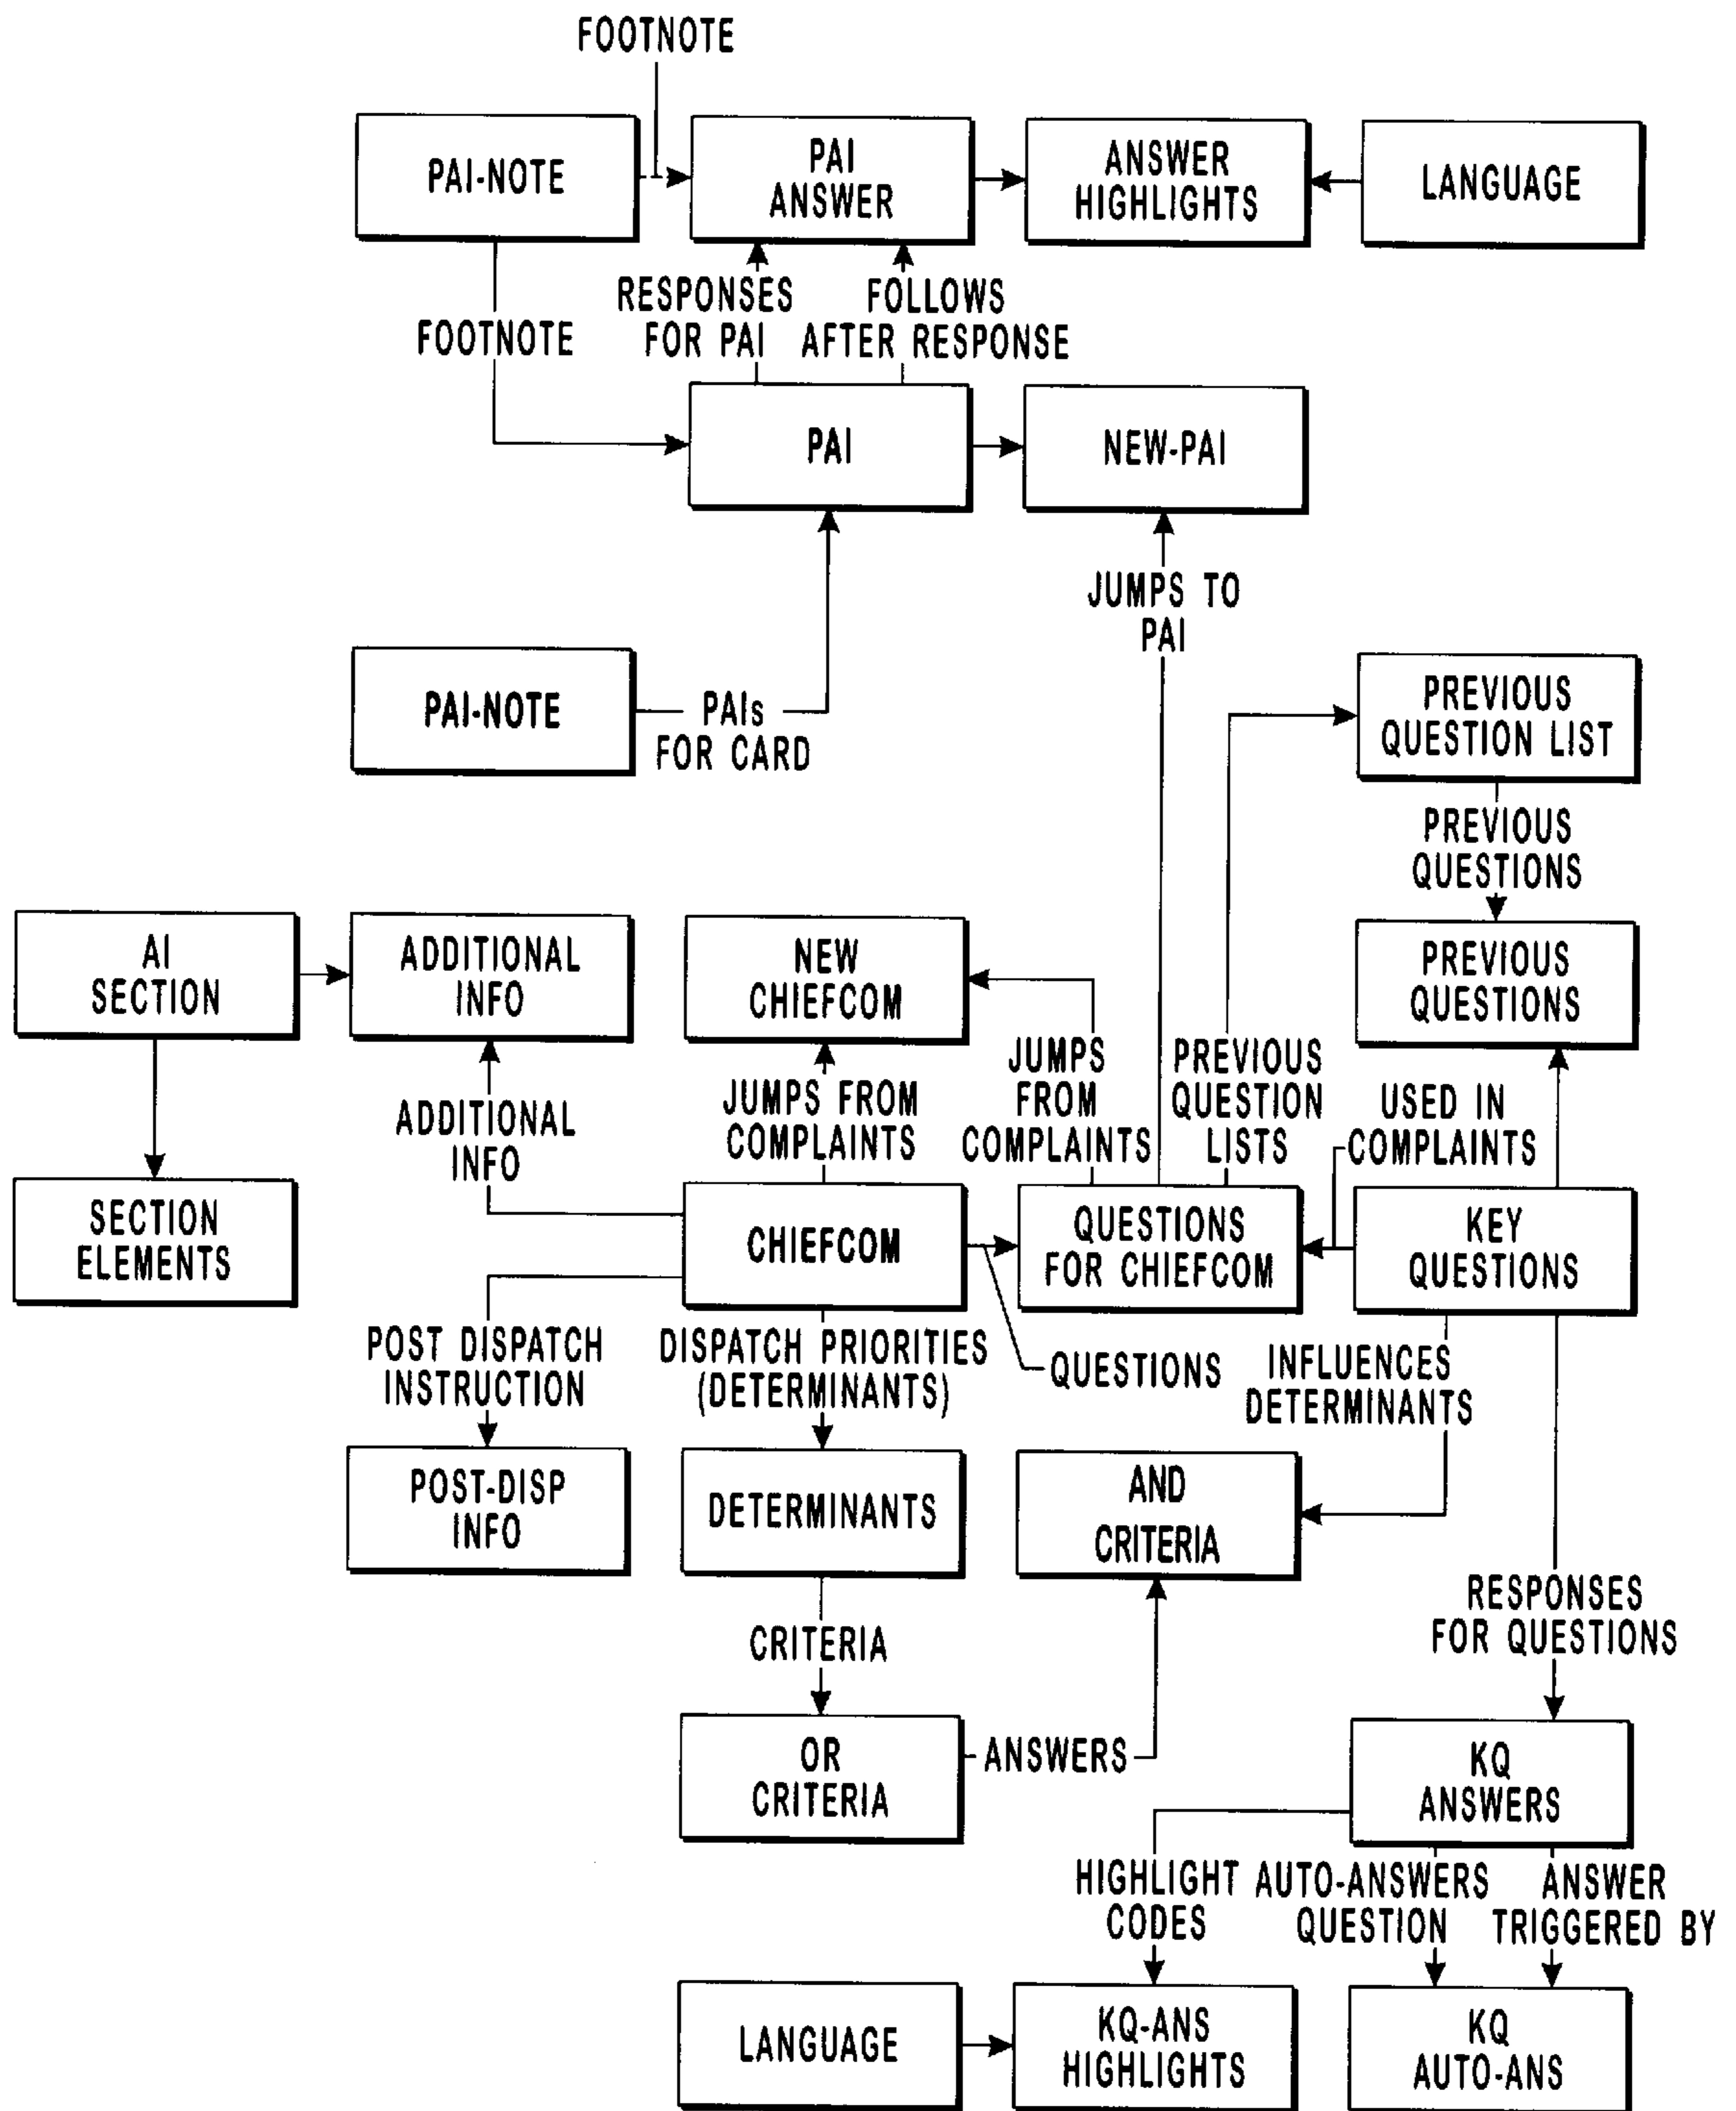 FOOTNOTE
PAI-NOTE
PAI
ANSWER
ANSWER
HIGHLIGHTS
LANGUAGE
FOOTNOTE
RESPONSES
FOR PAI
FOLLOWS
AFTER RESPONSE
PAI
NEW-PAI
JUMPS TO
PAI
PAI-NOTE
PAIs
FOR CARD
PREVIOUS
QUESTION LIST
PREVIOUS
QUESTIONS
AI
SECTION
ADDITIONAL
INFO
NEW
CHIEFCOM
PREVIOUS
QUESTIONS
ADDITIONAL
INFO
JUMPS FROM
COMPLAINTS
JUMPS
FROM
COMPLAINTS
PREVIOUS
QUESTION
LISTS
USED IN
COMPLAINTS
SECTION
ELEMENTS
CHIEFCOM
QUESTIONS
FOR CHIEFCOM
KEY
QUESTIONS
POST DISPATCH
INSTRUCTION
DISPATCH PRIORITIES
(DETERMINANTS)
QUESTIONS
INFLUENCES
DETERMINANTS
POST-DISP
INFO
DETERMINANTS
AND
CRITERIA
CRITERIA
RESPONSES
FOR QUESTIONS
OR
CRITERIA
ANSWERS
KQ
ANSWERS
HIGHLIGHT
CODES
AUTO-ANSWERS
QUESTION
ANSWER
TRIGGERED BY
LANGUAGE
KQ-ANS
HIGHLIGHTS
KQ
AUTO-ANS